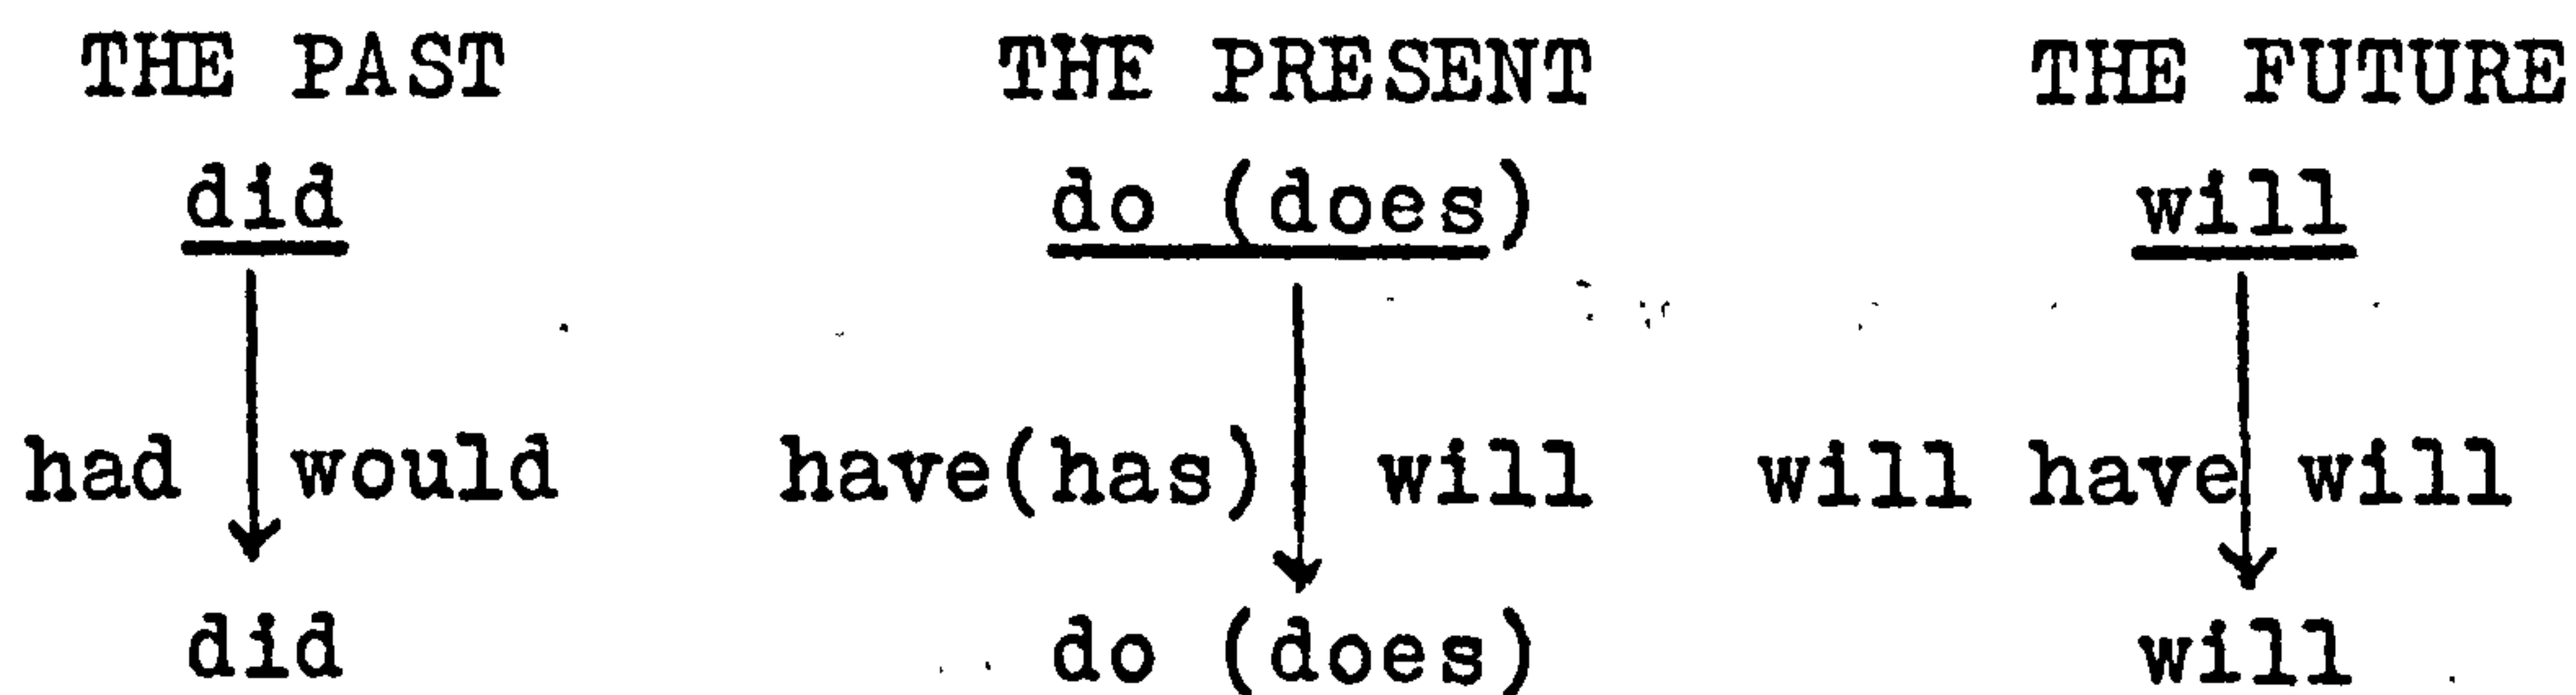 THE PAST THE PRESENT THE FUTURE
did do (does) will
had would have(has) will will have will
did do (does) will